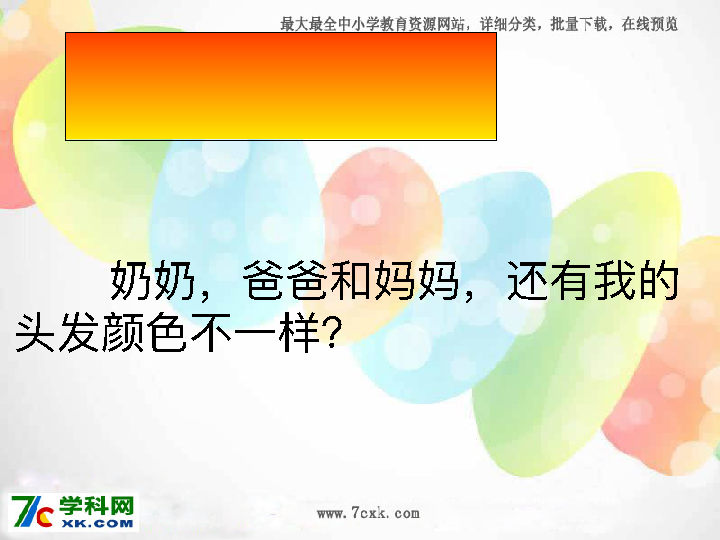 最大最全中小学教育资源网站，详细分类，批量下载，在线预览
奶奶，爸爸和妈妈，还有我的
头发颜色不一样？
学科网
XK.COM
www.7cxk.com